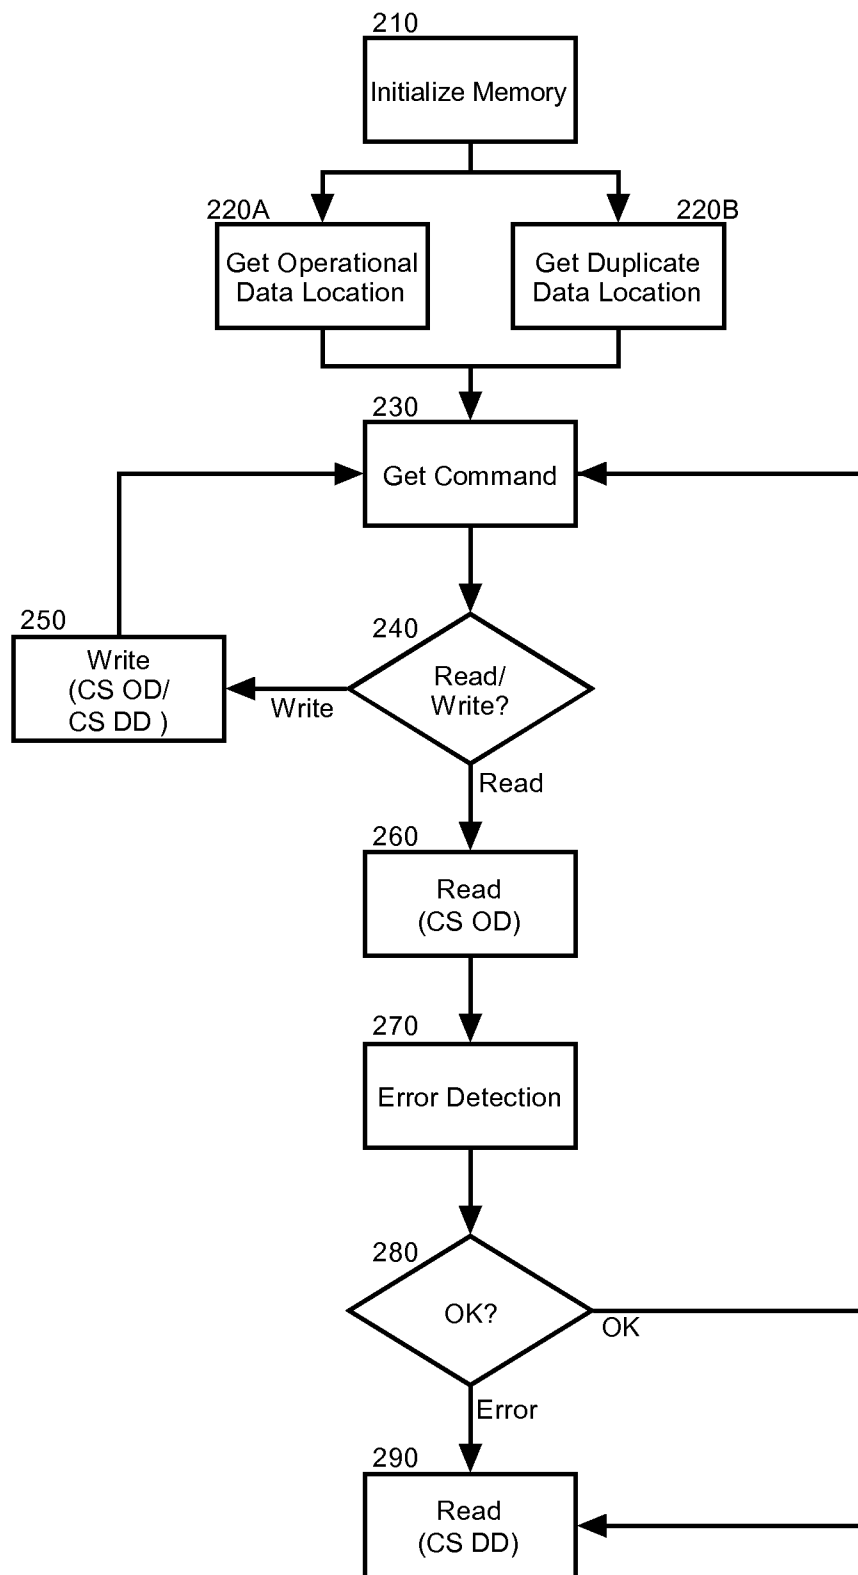 210
Initialize Memory
220A
220B
Get Operational
Data Location
Get Duplicate
Data Location
230
Get Command
250
240
Write
(CS OD/
CS DD )
Read/
Write?
Write
Read
260
Read
(CS OD)
270
Error Detection
280
OK?
OK
Error
290
Read
(CS DD)